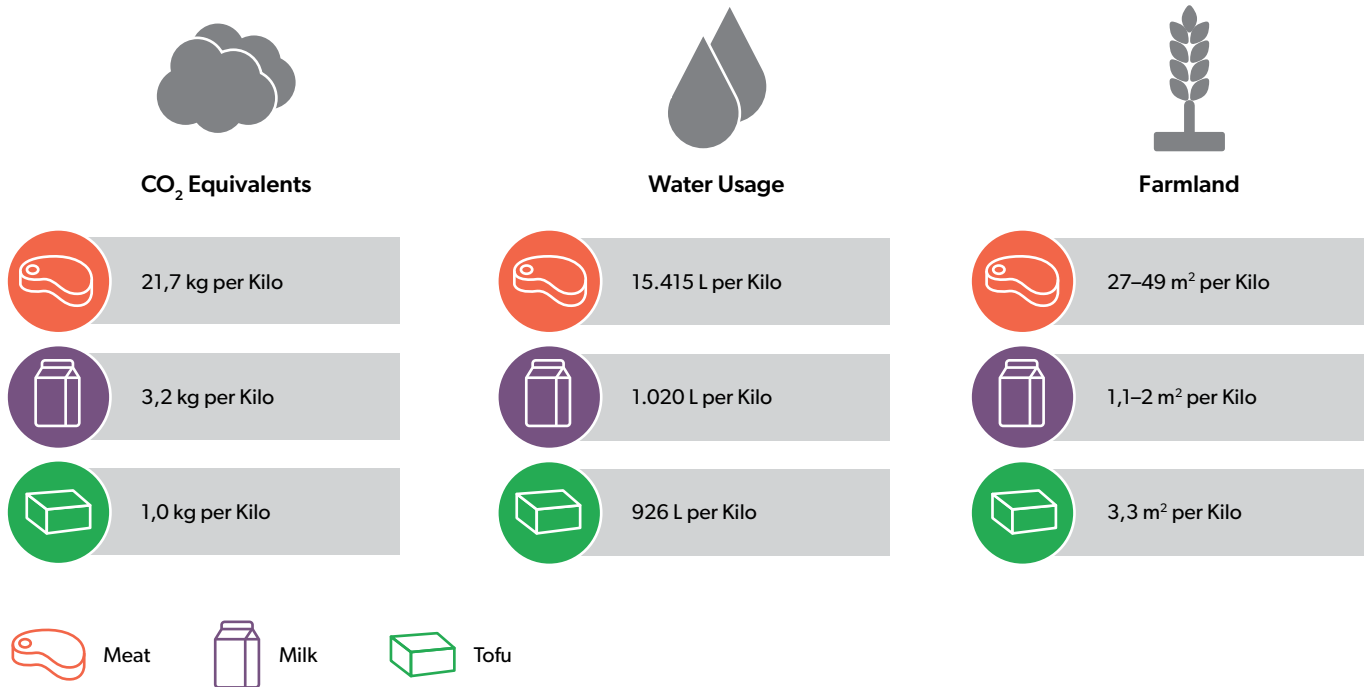 CO₂ Equivalents
21,7 kg per Kilo
3,2 kg per Kilo
1,0 kg per Kilo
Water Usage
15.415 L per Kilo
1.020 L per Kilo
926 L per Kilo
Farmland
27–49 m² per Kilo
1,1–2 m² per Kilo
3,3 m² per Kilo
Meat
Milk
Tofu